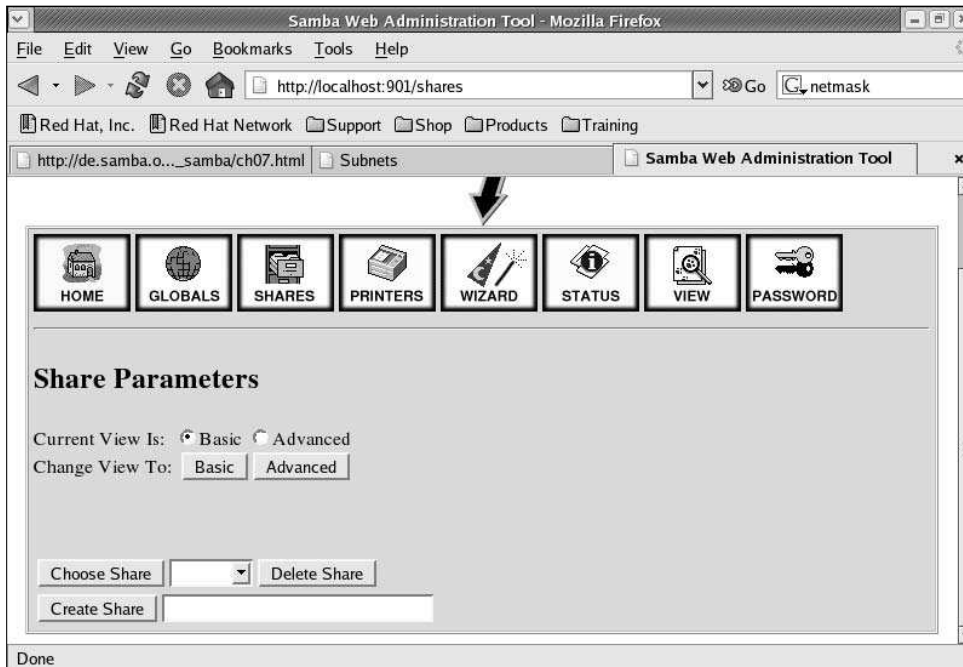 Samba Web Administration Tool - Mozilla Firefox
File Edit View Go Bookmarks Tools Help
http://localhost:901/shares Go G netmask
Red Hat, Inc. Red Hat Network Support Shop Products Training
http://de.samba.o..._samba/ch07.html Subnets Samba Web Administration Tool
HOME GLOBALS SHARES PRINTERS WIZARD STATUS VIEW PASSWORD
Share Parameters
Current View Is: Basic Advanced
Change View To: Basic Advanced
Choose Share Delete Share
Create Share
Done